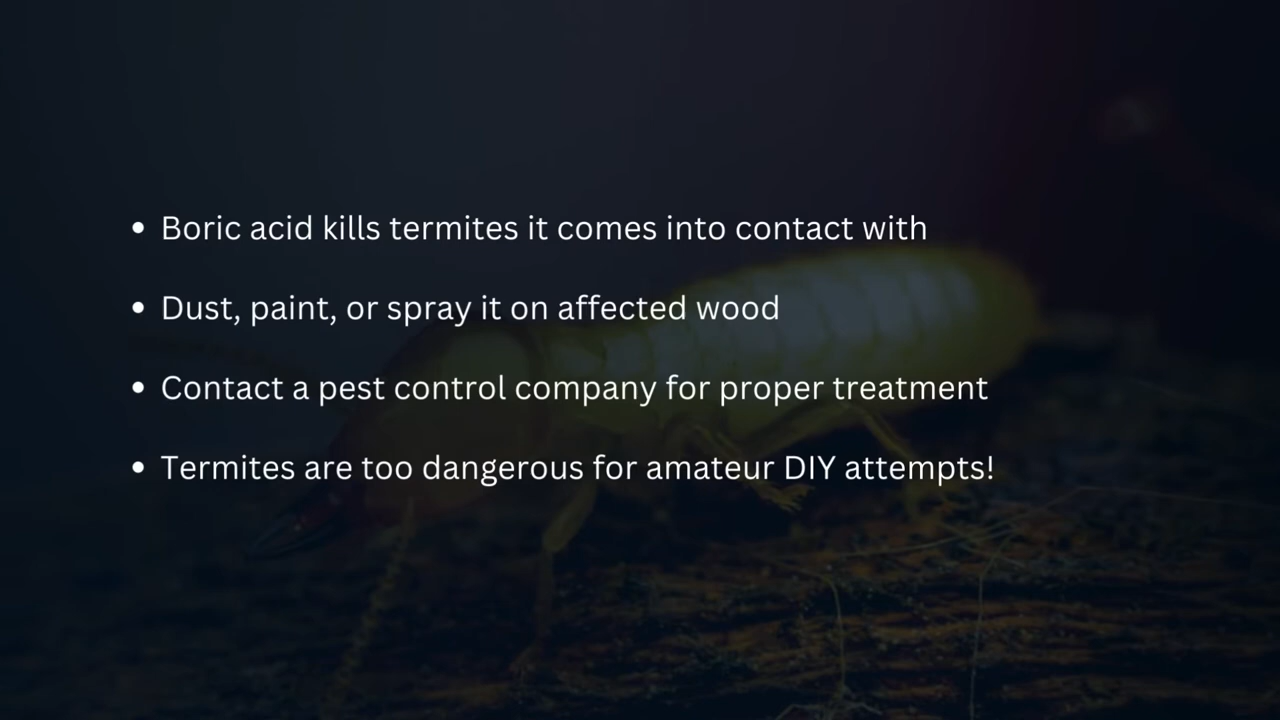 • Boric acid kills termites it comes into contact with
• Dust, paint, or spray it on affected wood
• Contact a pest control company for proper treatment
• Termites are too dangerous for amateur DIY attempts!